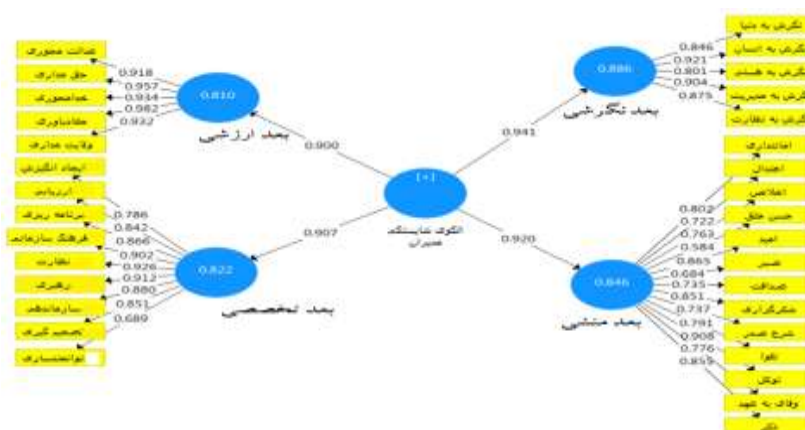 عدالت محوری
حق مداری
خدامحوری
ولایت مداری
0.918
0.957
0.934
0.932
0.810
بعد ارزشی
0.900
ایجاد انگیزش
ارزیابی
برنامه ریزی
فرهنگ سازمانی
نظارت
رهبری
سازماندهی
تصمیم گیری
توانمندسازی
0.786
0.842
0.866
0.902
0.926
0.912
0.880
0.851
0.689
0.822
بعد تخصصی
0.907
[+]
الگوی شایستگی
مدیران
0.941
0.886
بعد نگرشی
0.846
0.921
0.801
0.904
0.875
نگرش به دنیا
نگرش به انسان
نگرش به مدیریت
نگرش به نظارت
0.920
0.846
بعد منشی
0.802
0.722
0.763
0.584
0.865
0.684
0.735
0.851
0.737
0.791
0.908
0.776
0.855
امانتداری
اعتدال
اخلاص
حسن خلق
امید
صبر
صداقت
شکرگزاری
شرح صدر
تقوا
توکل
وفای به عهد